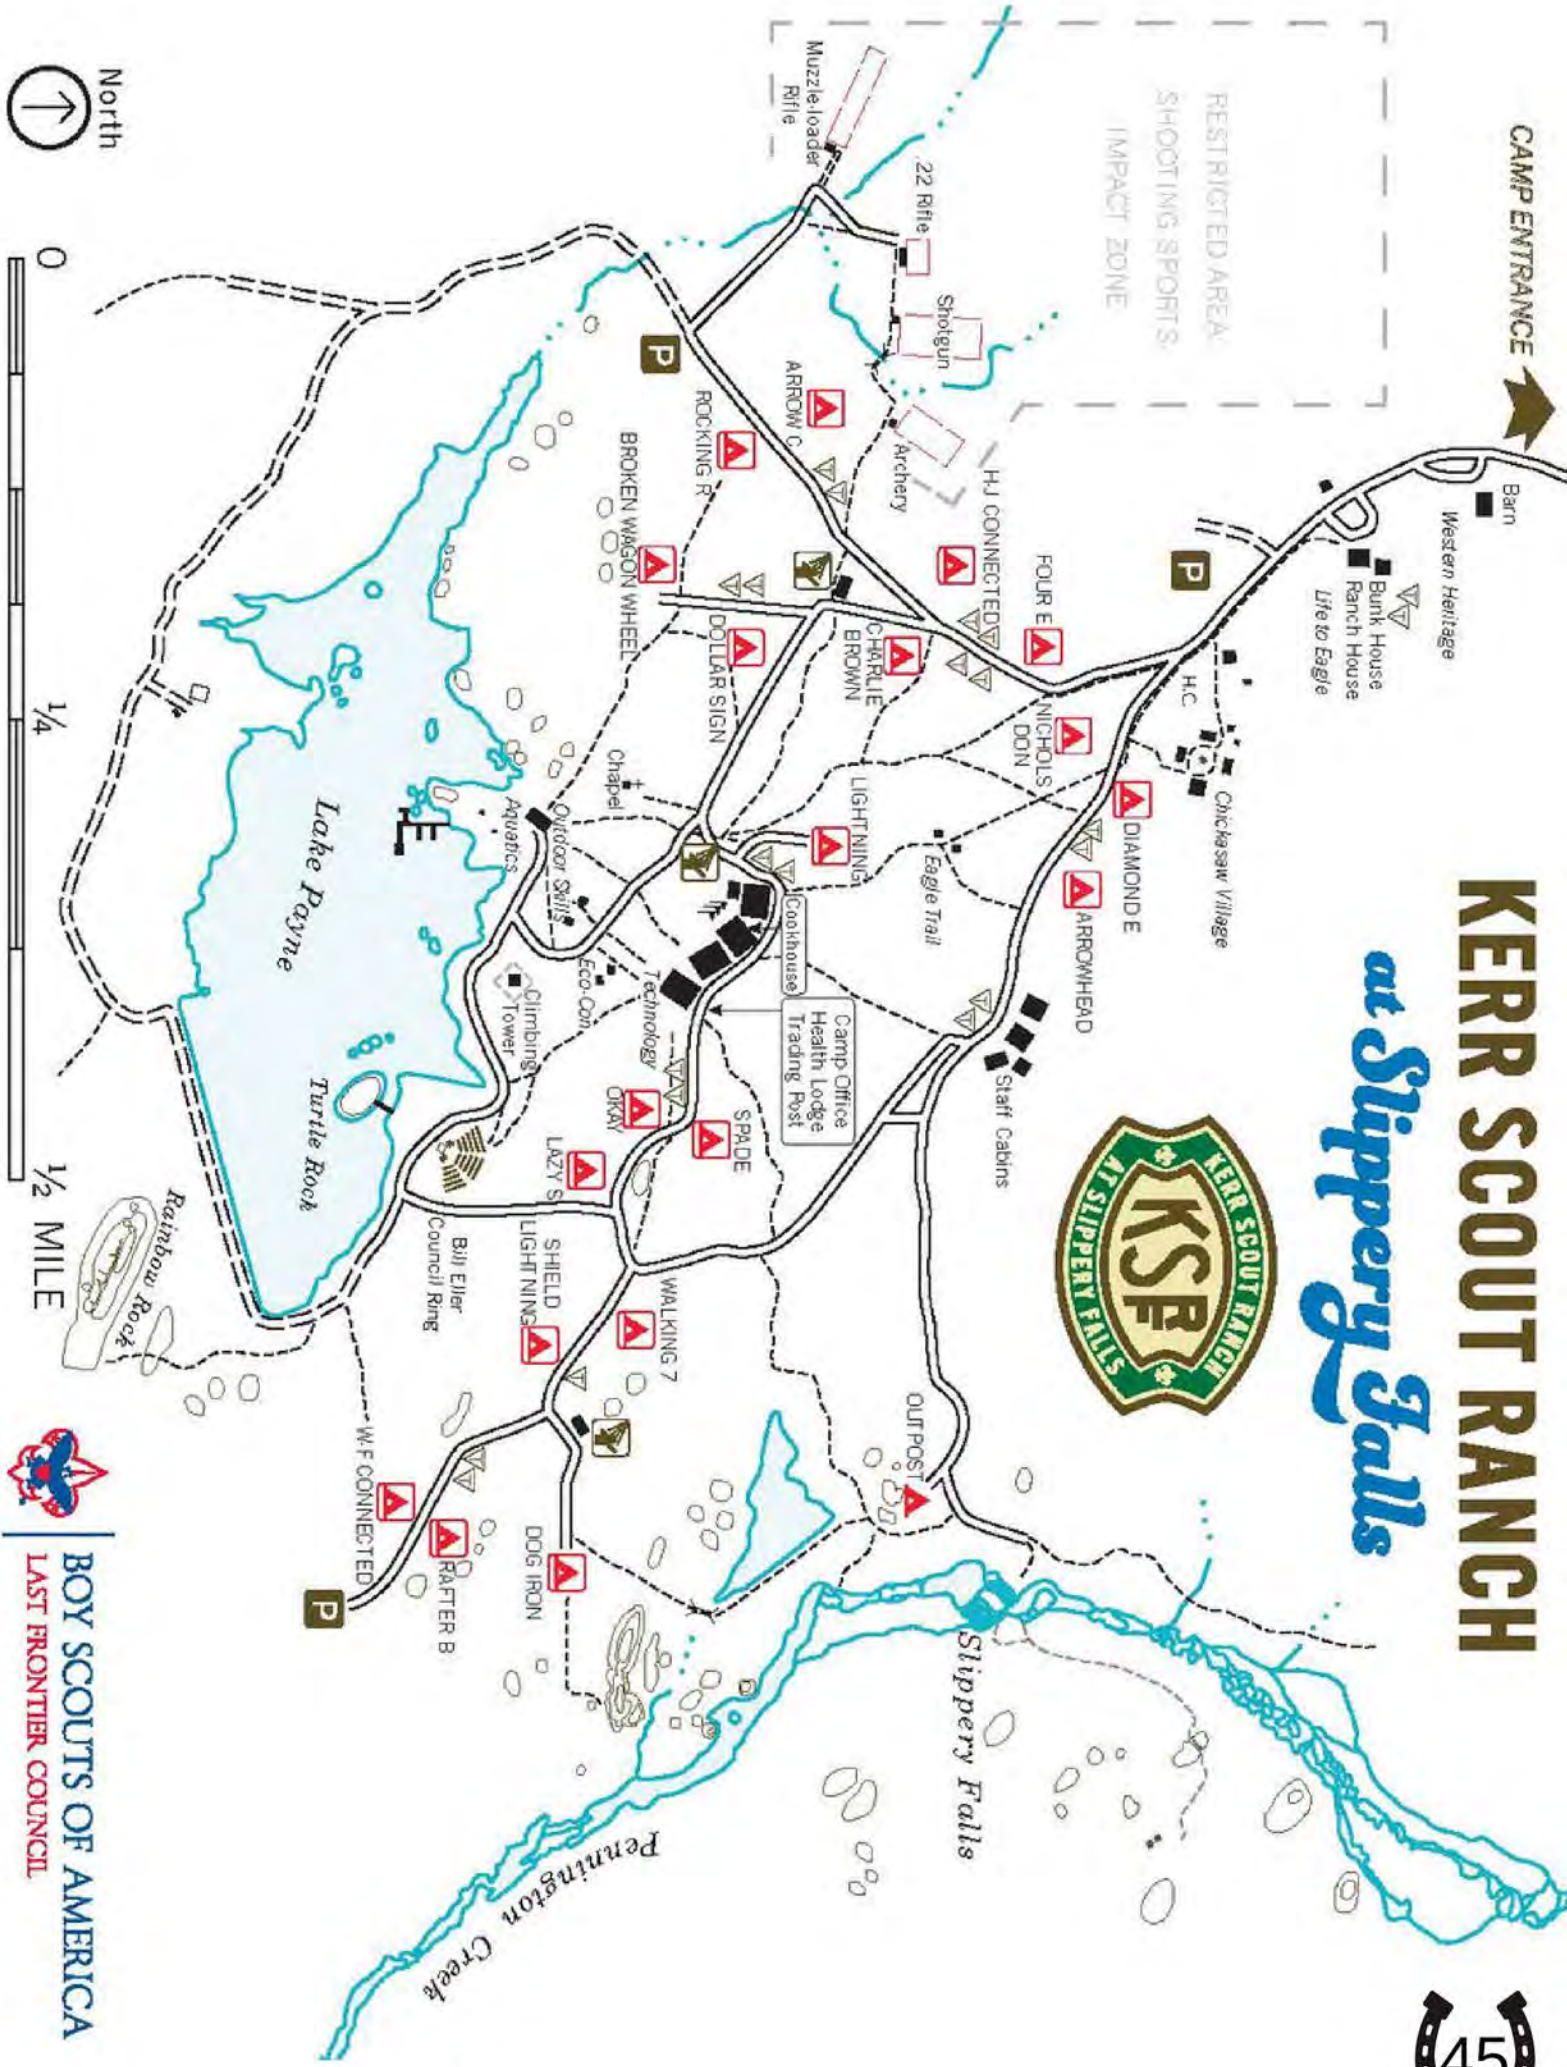 KERR SCOUT RANCH
at Slippery Falls
CAMP ENTRANCE
Barn
Western Heritage
Bunk House
Ranch House
Life to Eagle
RESTRICTED AREA
SHOOTING SPORTS
IMPACT ZONE
Muzzle-loader
Rifle
.22 Rifle
Shotgun
Archery
H.C.
Chickasaw Village
FOUR E
HJ CONNECTED
NICHOLS
DON
DIAMOND E
ARROWHEAD
Staff Cabins
Eagle Trail
ARROW C
ROCKING R
BROKEN WAGON WHEEL
DOLLAR SIGN
CHARLIE
BROWN
LIGHTNING
Chapel
Cookhouse
Camp Office
Health Lodge
Trading Post
Outdoor Skills
Aquatics
Eco-Con
Technology
Climbing
Tower
OKAY
SPADE
LAZY S
SHIELD
LIGHTNING
WALKING 7
Bill Eller
Council Ring
OUTPOST
W-F CONNECTED
RAFTER B
DOG IRON
P
P
P
Lake Payne
Turtle Rock
Rainbow Rock
Slippery Falls
Pennington Creek
KERR SCOUT RANCH
KSR
AT SLIPPERY FALLS
North
0
1/4
1/2 MILE
BOY SCOUTS OF AMERICA
LAST FRONTIER COUNCIL
45